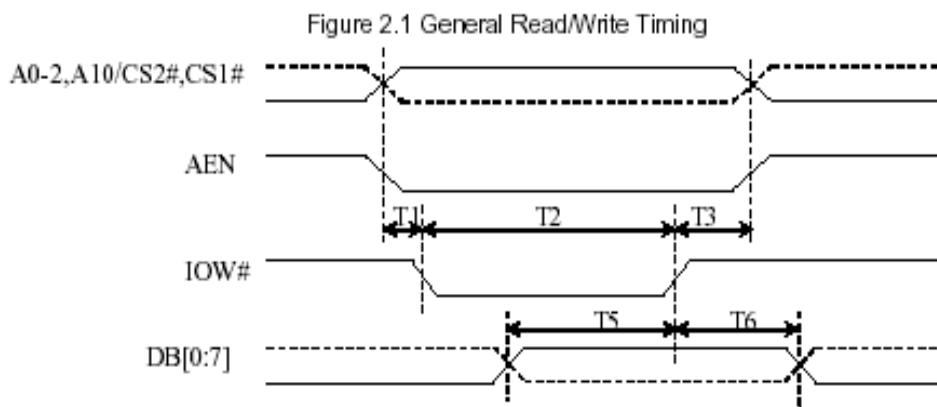 Figure 2.1 General Read/Write Timing
A0-2,A10/CS2#,CS1#
AEN
T1 T2 T3
IOW#
T5 T6
DB[0:7]